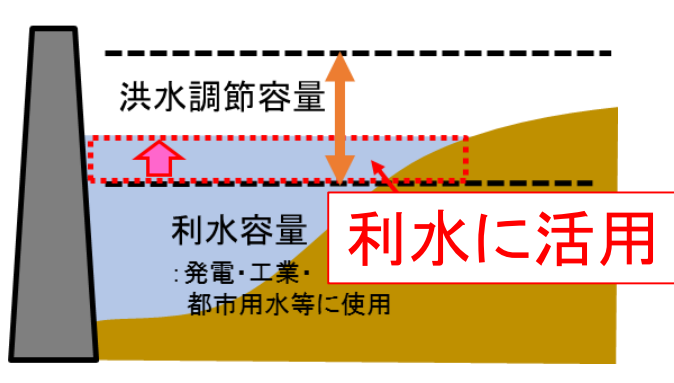 洪水調節容量
利水容量
:発電・工業・
都市用水等に使用
利水に活用